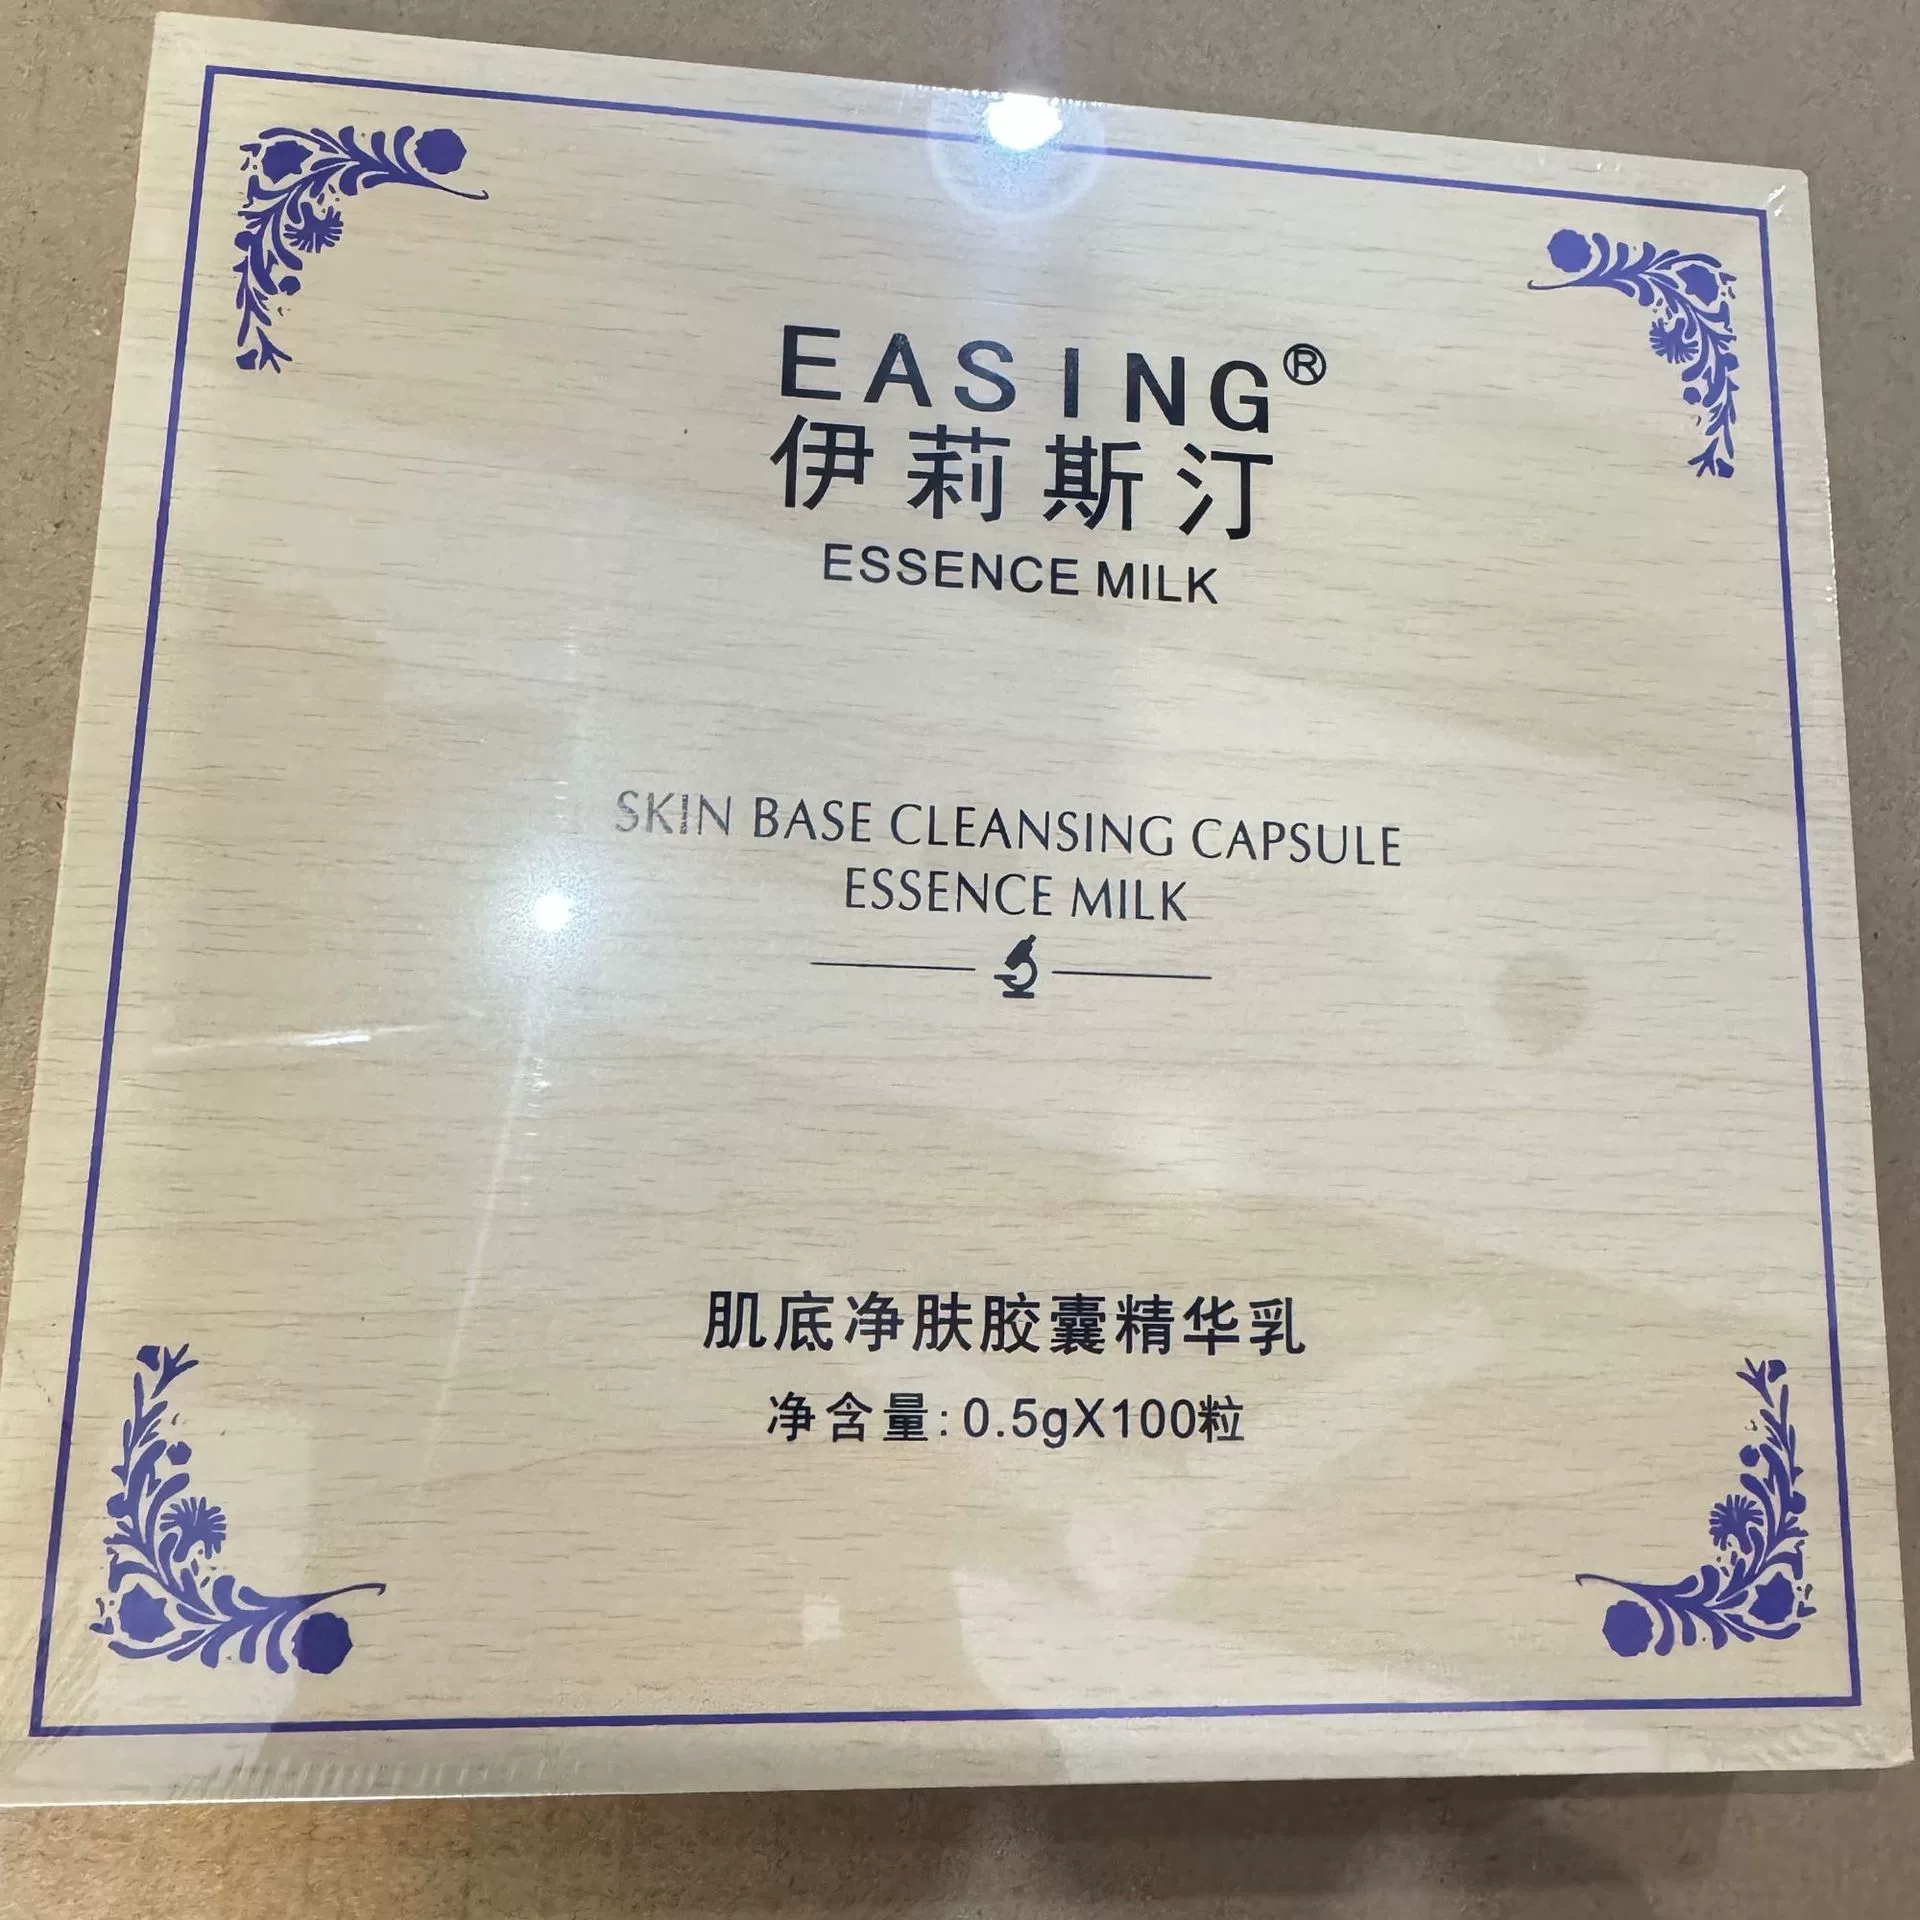 EASING®
伊莉斯汀
ESSENCE MILK
SKIN BASE CLEANSING CAPSULE
ESSENCE MILK
肌底净肤胶囊精华乳
净含量:0.5gX100粒